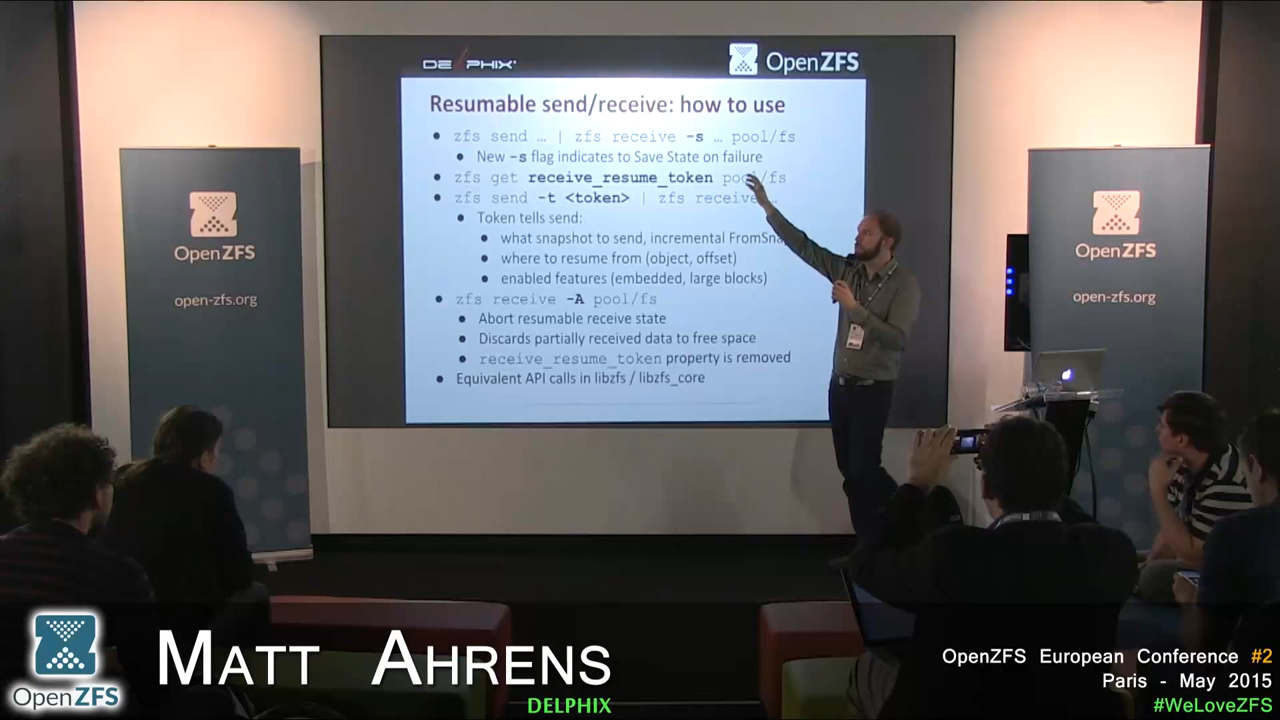 DELPHIX
OpenZFS
Resumable send/receive: how to use
zfs send … | zfs receive -s … pool/fs
New -s flag indicates to Save State on failure
zfs get receive_resume_token pool/fs
zfs send -t <token> | zfs receive …
Token tells send:
what snapshot to send, incremental FromSna
where to resume from (object, offset)
enabled features (embedded, large blocks)
zfs receive -A pool/fs
Abort resumable receive state
Discards partially received data to free space
receive_resume_token property is removed
Equivalent API calls in libzfs / libzfs_core
OpenZFS
open-zfs.org
OpenZFS
open-zfs.org
OpenZFS
MATT AHRENS
DELPHIX
OpenZFS European Conference #2
Paris - May 2015
#WeLoveZFS